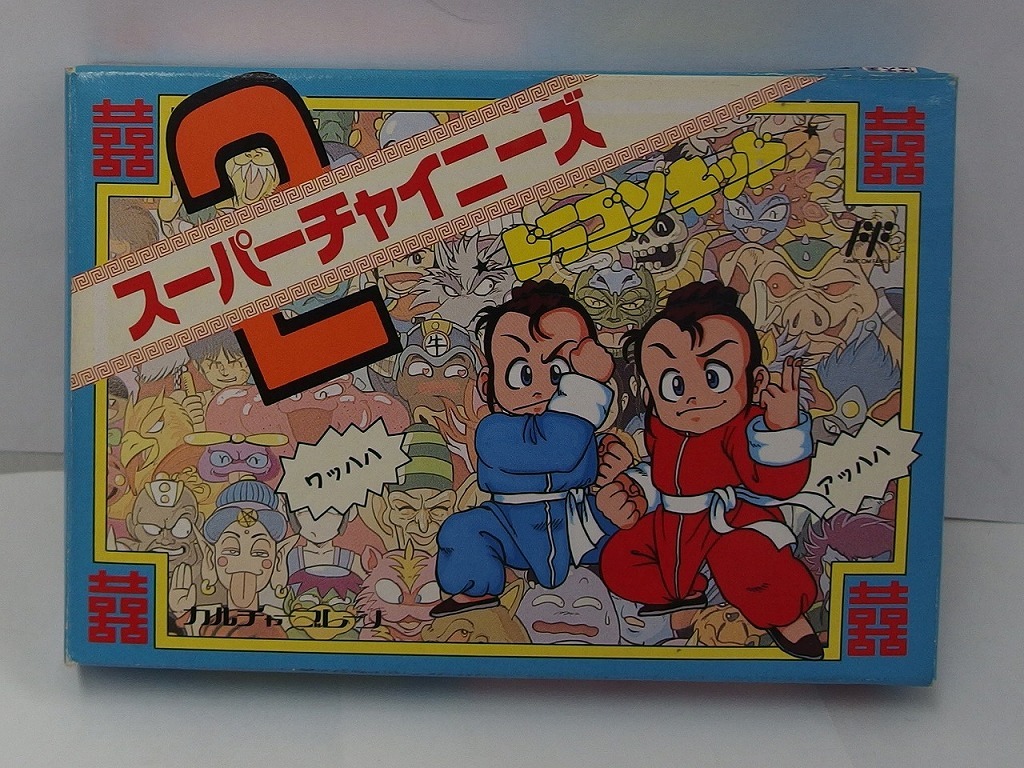 囍
囍
2
スーパーチャイニーズ
ドラゴンキッド
牛
ワッハハ
アッハハ
カルチャーブレーン
囍
囍